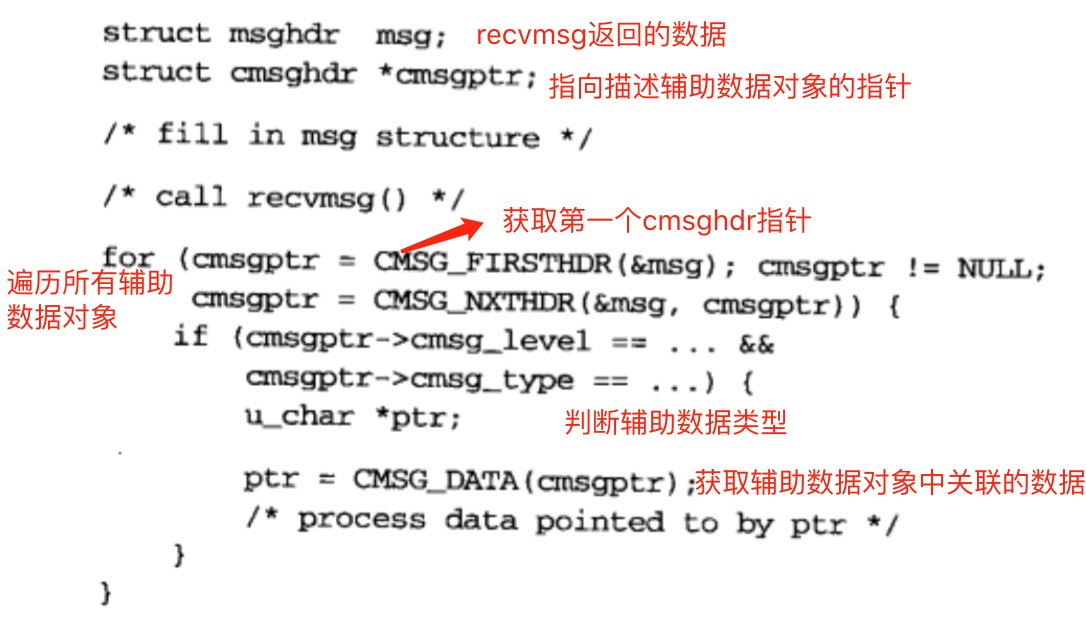 struct msghdr  msg; recvmsg返回的数据
struct cmsghdr *cmsgptr; 指向描述辅助数据对象的指针
/* fill in msg structure */
/* call recvmsg() */
获取第一个cmsghdr指针
for (cmsgptr = CMSG_FIRSTHDR(&msg); cmsgptr != NULL;
遍历所有辅助
数据对象
cmsgptr = CMSG_NXTHDR(&msg, cmsgptr)) {
if (cmsgptr->cmsg_level == ... &&
cmsgptr->cmsg_type == ...) {
u_char *ptr;
判断辅助数据类型
ptr = CMSG_DATA(cmsgptr);获取辅助数据对象中关联的数据
/* process data pointed to by ptr */
}
}